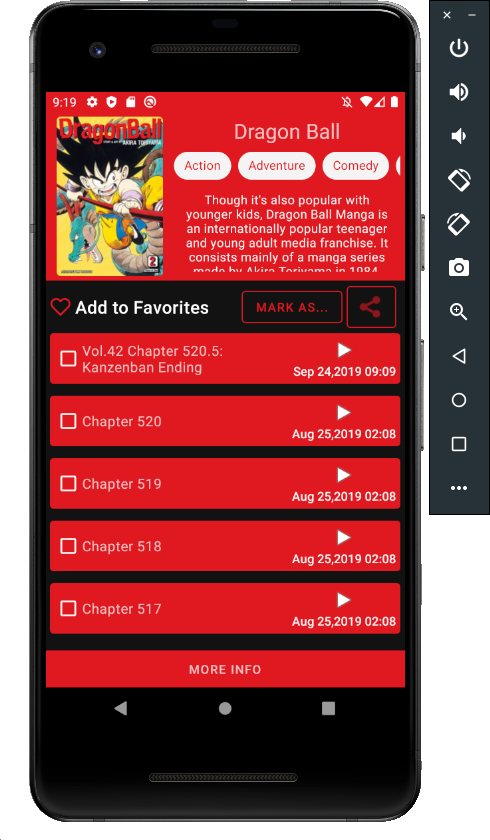 9:19
DragonBall
AKIRA TORIYAMA
2
Dragon Ball
Action
Adventure
Comedy
Though it's also popular with
younger kids, Dragon Ball Manga is
an internationally popular teenager
and young adult media franchise. It
consists mainly of a manga series
made by Akira Toriyama in 1984.
Add to Favorites
MARK AS...
Vol.42 Chapter 520.5:
Kanzenban Ending
Sep 24,2019 09:09
Chapter 520
Aug 25,2019 02:08
Chapter 519
Aug 25,2019 02:08
Chapter 518
Aug 25,2019 02:08
Chapter 517
Aug 25,2019 02:08
MORE INFO